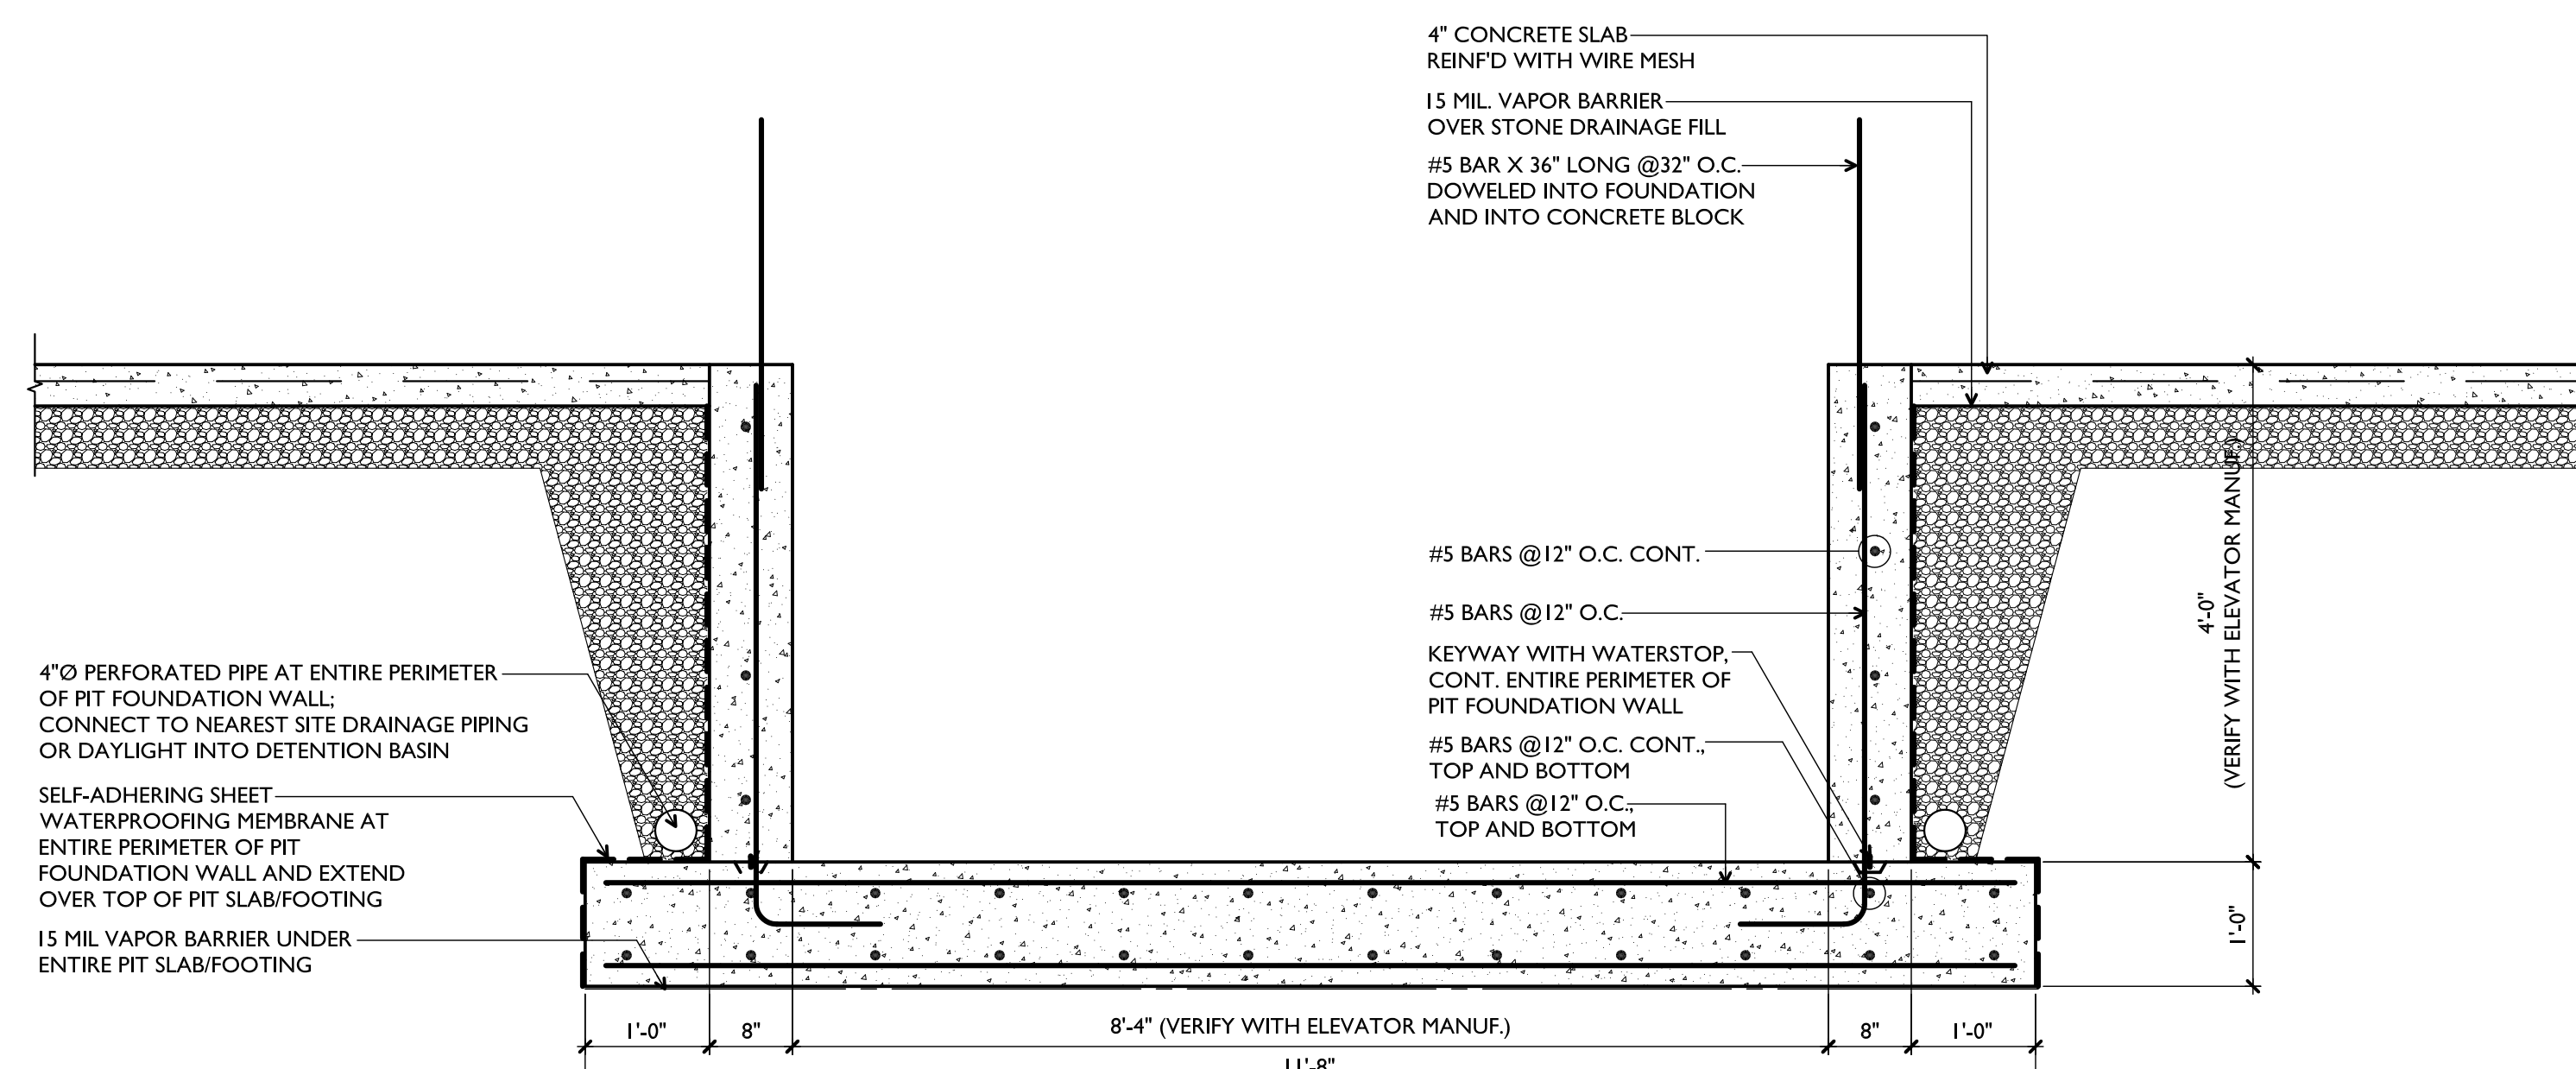 4" CONCRETE SLAB
REINF'D WITH WIRE MESH
15 MIL. VAPOR BARRIER
OVER STONE DRAINAGE FILL
#5 BAR X 36" LONG @32" O.C.
DOWELED INTO FOUNDATION
AND INTO CONCRETE BLOCK
#5 BARS @12" O.C. CONT.
#5 BARS @12" O.C.
KEYWAY WITH WATERSTOP,
CONT. ENTIRE PERIMETER OF
PIT FOUNDATION WALL
#5 BARS @12" O.C. CONT.,
TOP AND BOTTOM
#5 BARS @12" O.C.,
TOP AND BOTTOM
4"Ø PERFORATED PIPE AT ENTIRE PERIMETER
OF PIT FOUNDATION WALL;
CONNECT TO NEAREST SITE DRAINAGE PIPING
OR DAYLIGHT INTO DETENTION BASIN
SELF-ADHERING SHEET
WATERPROOFING MEMBRANE AT
ENTIRE PERIMETER OF PIT
FOUNDATION WALL AND EXTEND
OVER TOP OF PIT SLAB/FOOTING
15 MIL VAPOR BARRIER UNDER
ENTIRE PIT SLAB/FOOTING
4'-0"
(VERIFY WITH ELEVATOR MANUF.)
1'-0"
1'-0"
8"
8'-4" (VERIFY WITH ELEVATOR MANUF.)
8"
1'-0"
11'-8"